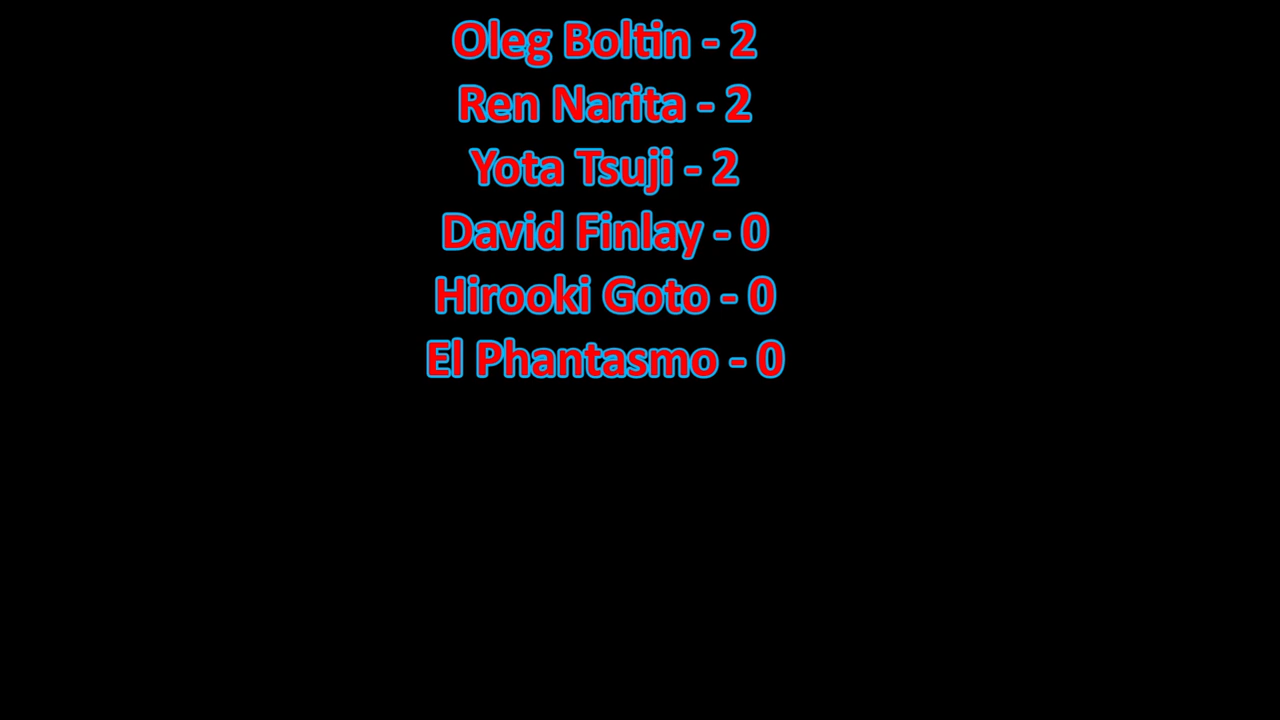 Oleg Boltin - 2
Ren Narita - 2
Yota Tsuji - 2
David Finlay - 0
Hirooki Goto - 0
El Phantasmo - 0